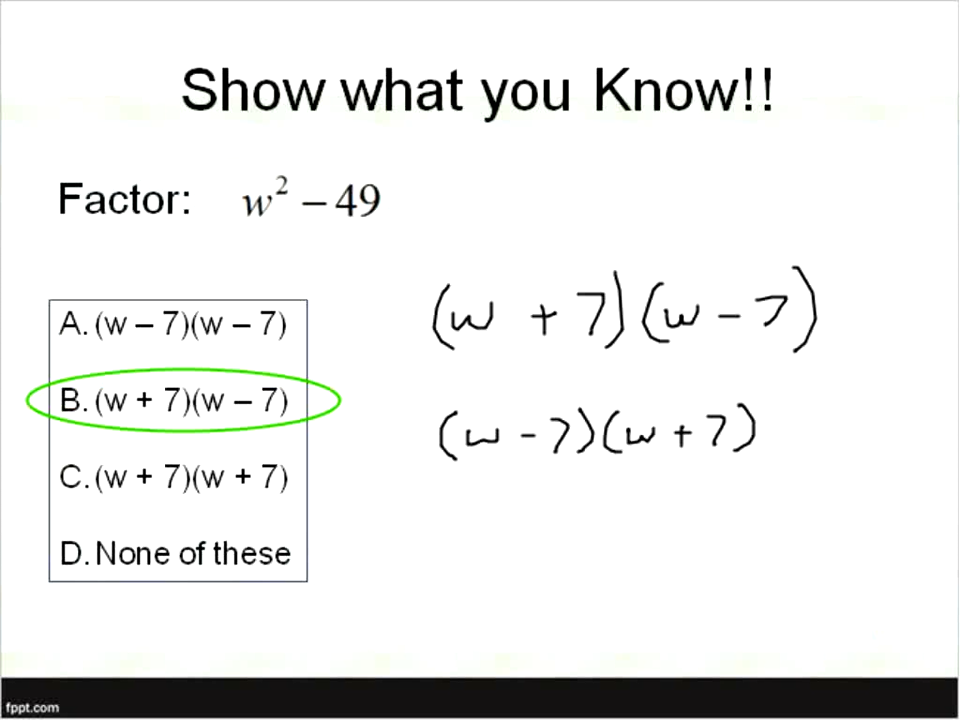 Show what you Know!!
Factor: w² – 49
(w + 7)(w - 7)
A. (w – 7)(w – 7)
B. (w + 7)(w – 7)
(w - 7)(w + 7)
C. (w + 7)(w + 7)
D. None of these
fppt.com